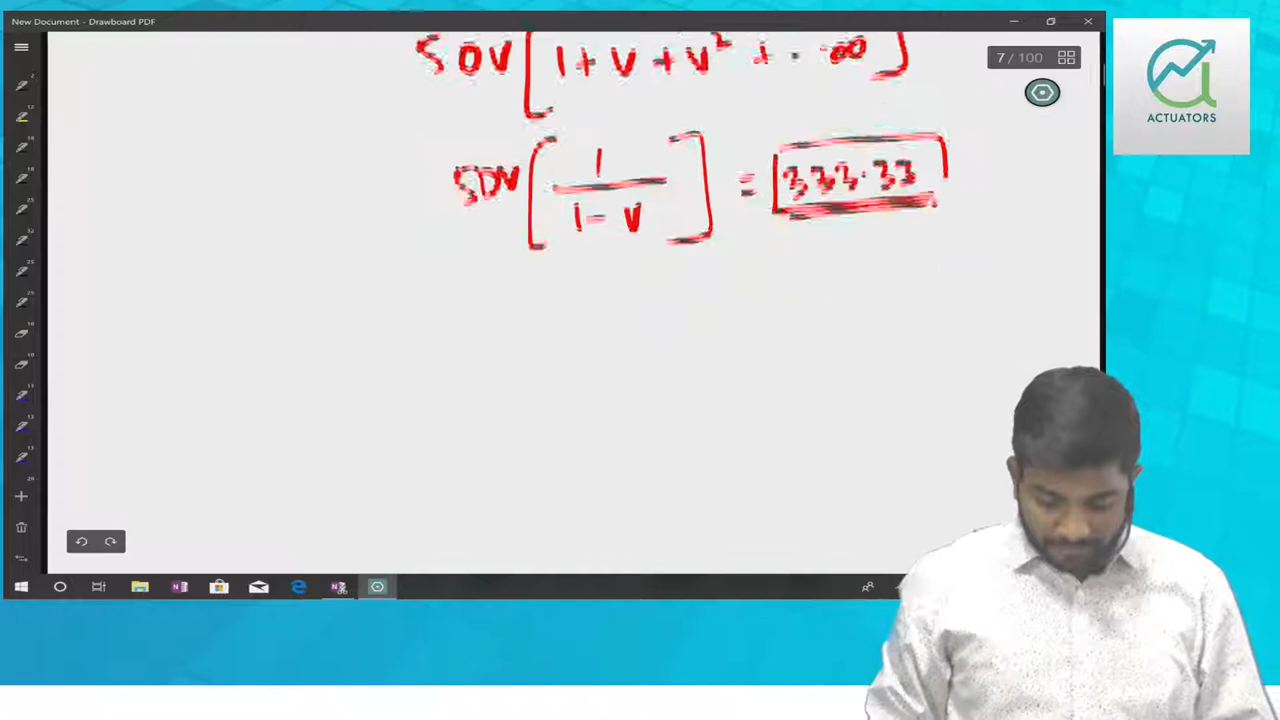 New Document - Drawboard PDF
50V[1+V+V²+..∞]
7 / 100
ACTUATORS
50V[1/1-V] = 333.33